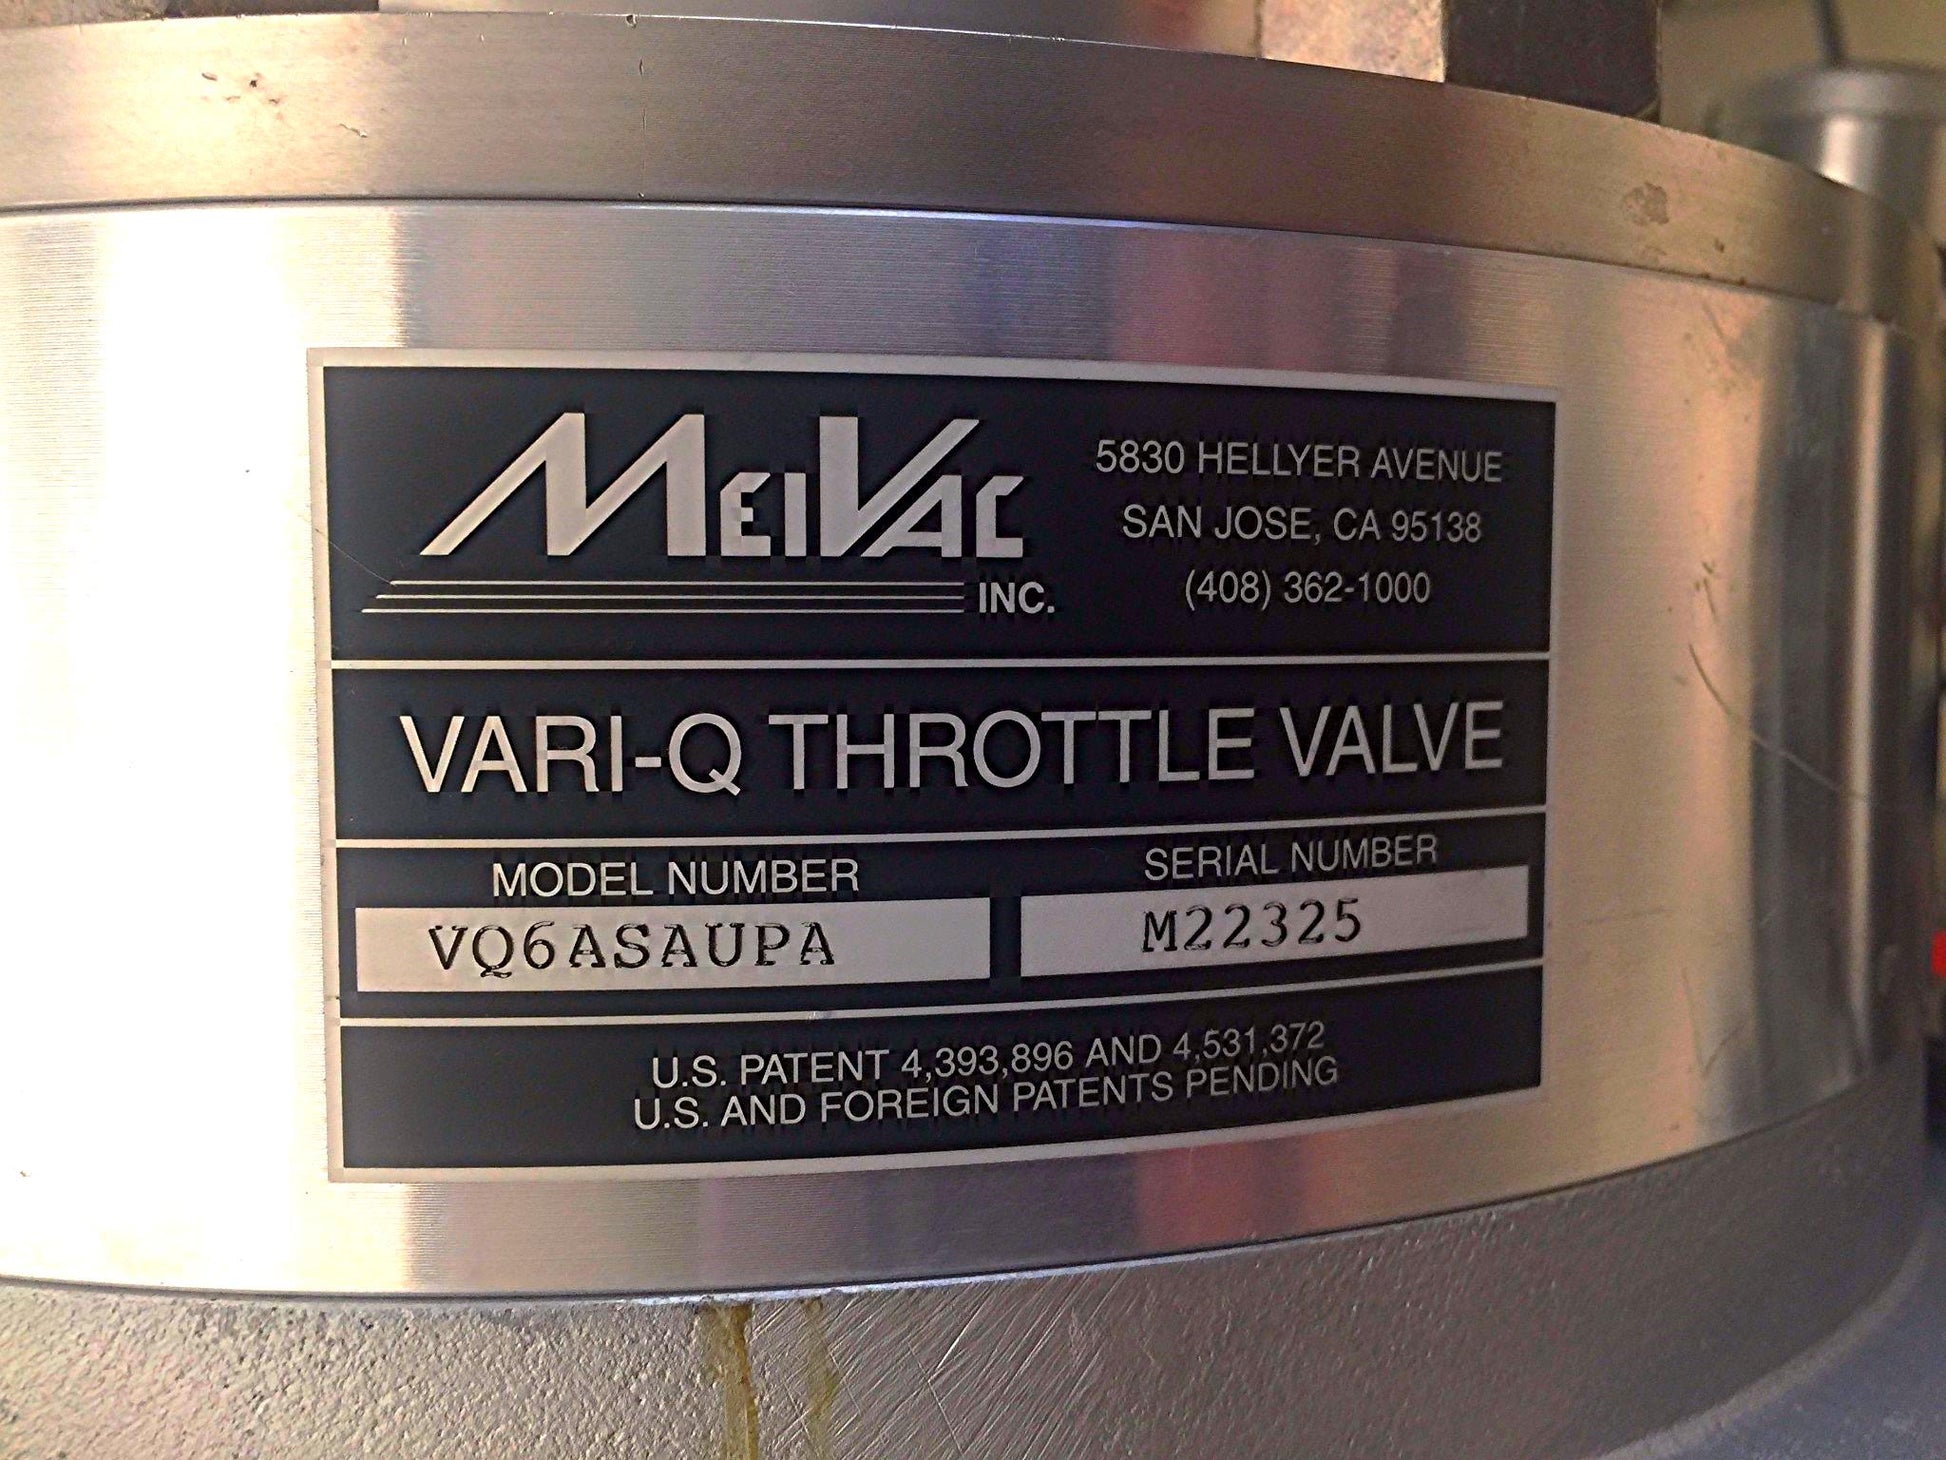 MEIVAC
INC.
5830 HELLYER AVENUE
SAN JOSE, CA 95138
(408) 362-1000
VARI-Q THROTTLE VALVE
MODEL NUMBER
VQ6ASAUPA
SERIAL NUMBER
M22325
U.S. PATENT 4,393,896 AND 4,531,372
U.S. AND FOREIGN PATENTS PENDING